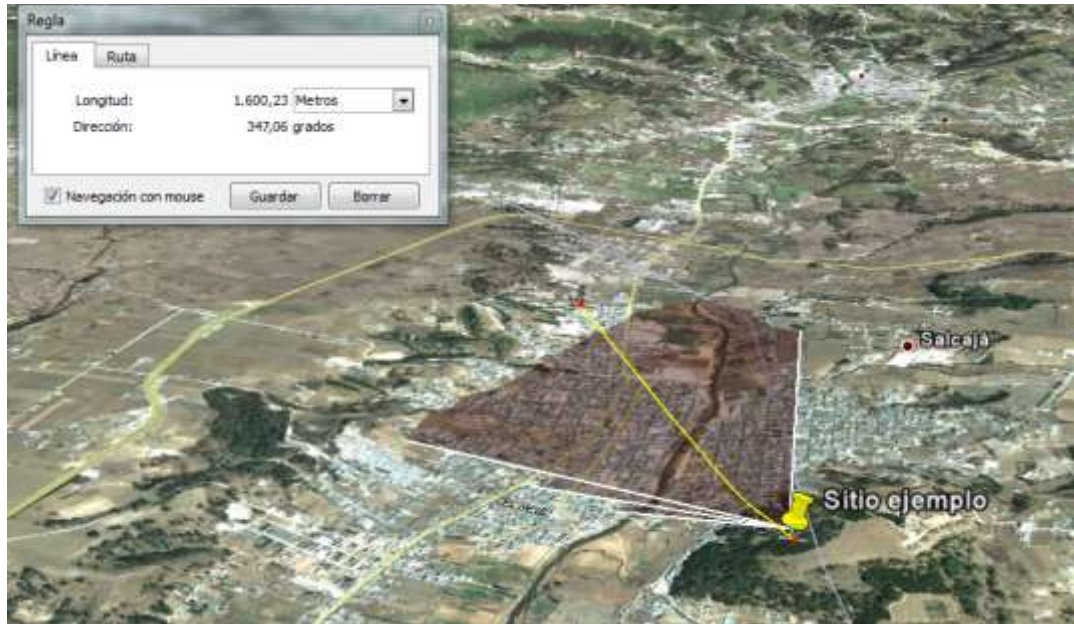 Regla
Línea Ruta
Longitud: 1.600,23 Metros
Dirección: 347,06 grados
Navegación con mouse Guardar Borrar
Salcajá
Sitio ejemplo